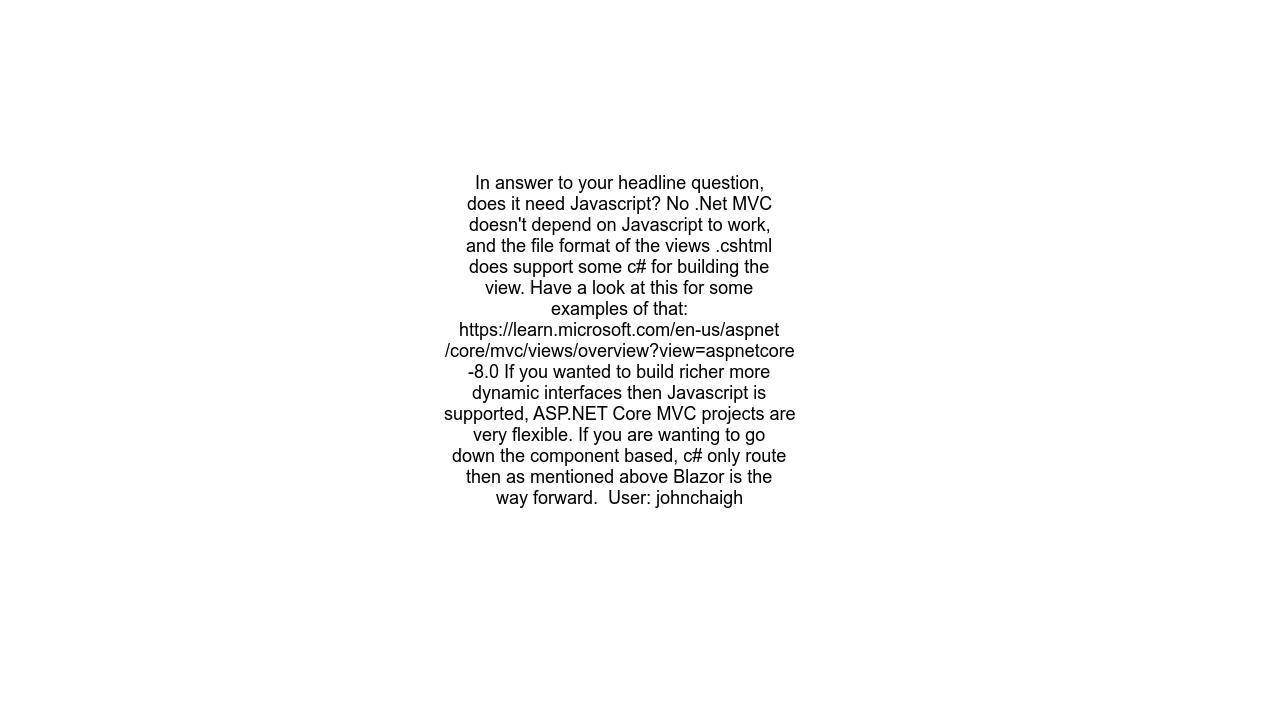 In answer to your headline question,
does it need Javascript? No .Net MVC
doesn't depend on Javascript to work,
and the file format of the views .cshtml
does support some c# for building the
view. Have a look at this for some
examples of that:
https://learn.microsoft.com/en-us/aspnet
/core/mvc/views/overview?view=aspnetcore
-8.0 If you wanted to build richer more
dynamic interfaces then Javascript is
supported, ASP.NET Core MVC projects are
very flexible. If you are wanting to go
down the component based, c# only route
then as mentioned above Blazor is the
way forward.  User: johnchaigh